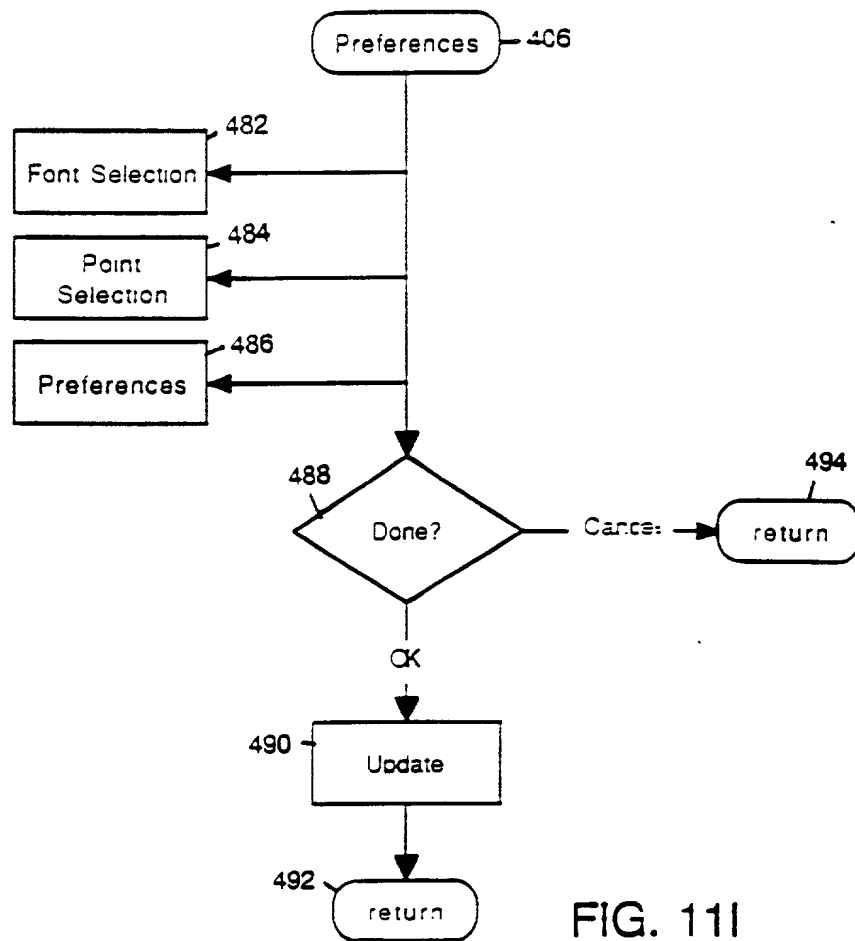 Preferences
406
482
Font Selection
484
Point
Selection
486
Preferences
488
Done?
Cancel
494
return
OK
490
Update
492
return
FIG. 11I